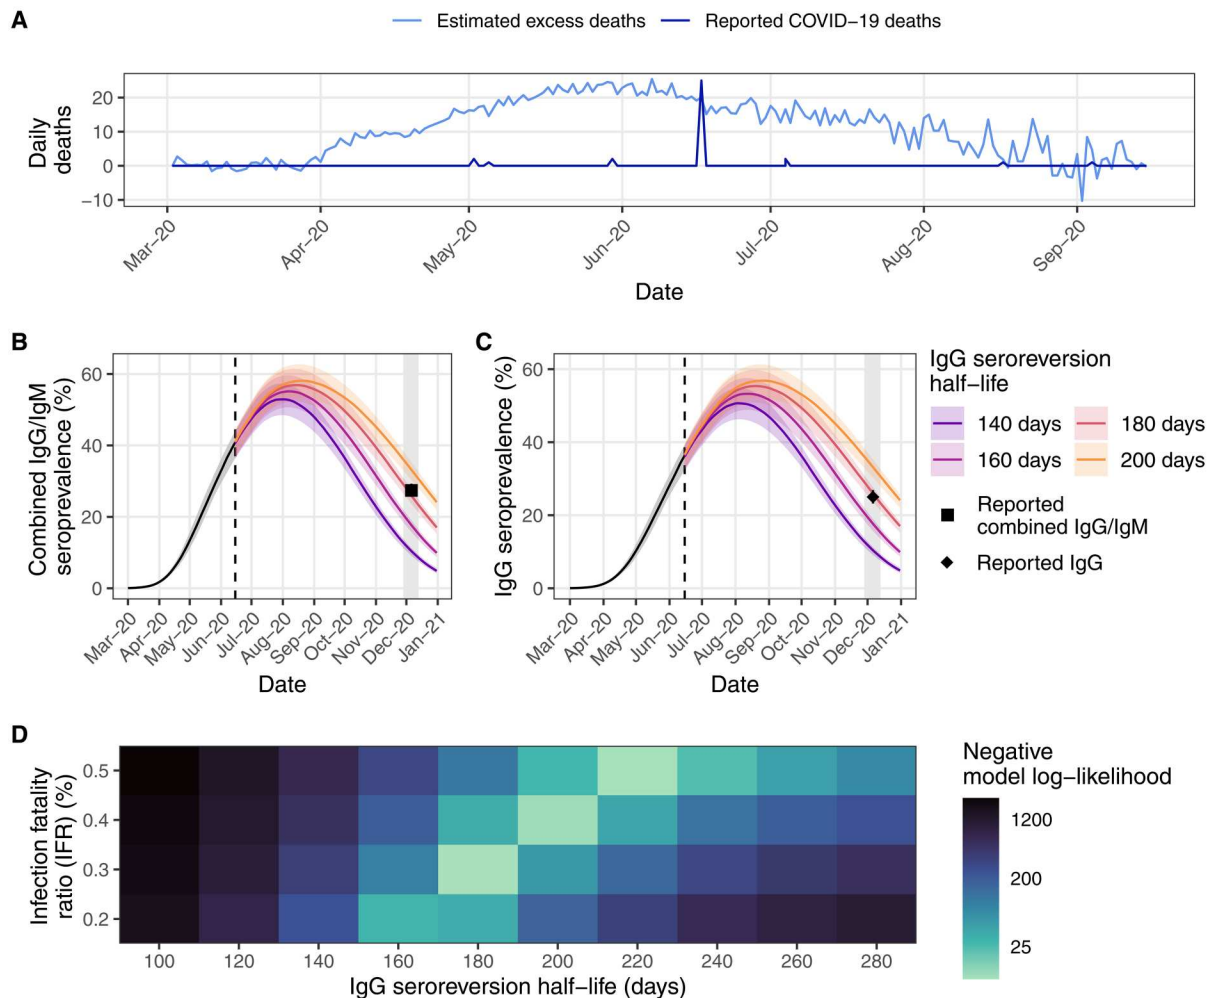 A
Estimated excess deaths
Reported COVID−19 deaths
Daily
deaths
20
10
0
−10
Mar−20
Apr−20
May−20
Jun−20
Jul−20
Aug−20
Sep−20
Date
B
Combined IgG/IgM
seroprevalence (%)
60
40
20
0
Mar−20
Apr−20
May−20
Jun−20
Jul−20
Aug−20
Sep−20
Oct−20
Nov−20
Dec−20
Jan−21
Date
C
IgG seroprevalence (%)
60
40
20
0
Mar−20
Apr−20
May−20
Jun−20
Jul−20
Aug−20
Sep−20
Oct−20
Nov−20
Dec−20
Jan−21
Date
IgG seroreversion
half−life
140 days
180 days
160 days
200 days
Reported
combined IgG/IgM
Reported IgG
D
Infection fatality
ratio (IFR) (%)
0.5
0.4
0.3
0.2
100
120
140
160
180
200
220
240
260
280
IgG seroreversion half−life (days)
Negative
model log−likelihood
1200
200
25